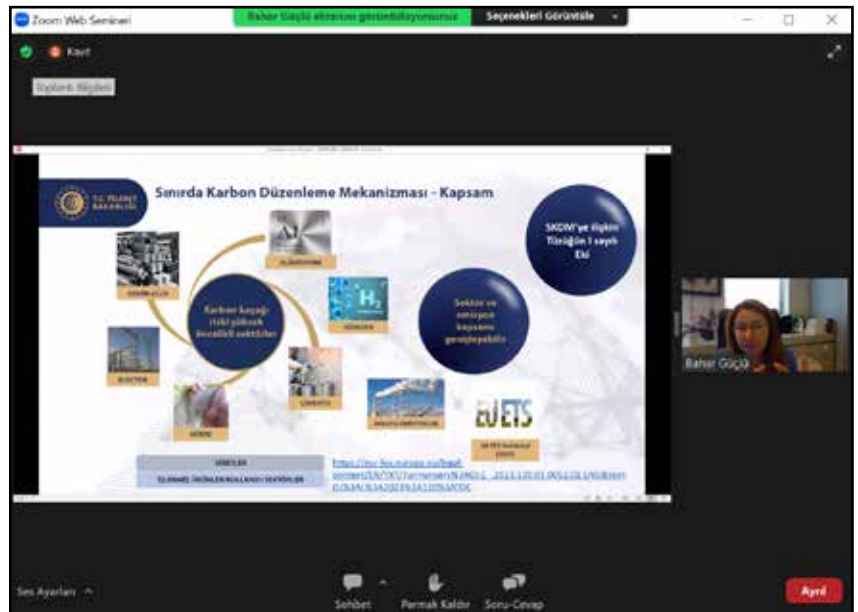 Zoom Web Semineri
Bahar Güçlü ekranını görüntülüyorsunuz
Seçenekleri Görüntüle
Kayıt
Toplantı Bilgileri
T.C. TİCARET
BAKANLIĞI
Sınırda Karbon Düzenleme Mekanizması - Kapsam
SKDM'ye ilişkin
Tüzüğün I sayılı
Eki
Al
ALÜMİNYUM
DEMİR-ÇELİK
H₂
HİDROJEN
Karbon kaçağı
riski yüksek
öncelikli sektörler
Sektör ve
emisyon
kapsamı
genişleyebilir
ELEKTRİK
ÇİMENTO
GÜBRE
EU ETS
Bahar Güçlü
Ses Ayarları
Sohbet
Parmak Kaldır
Soru-Cevap
Ayrıl